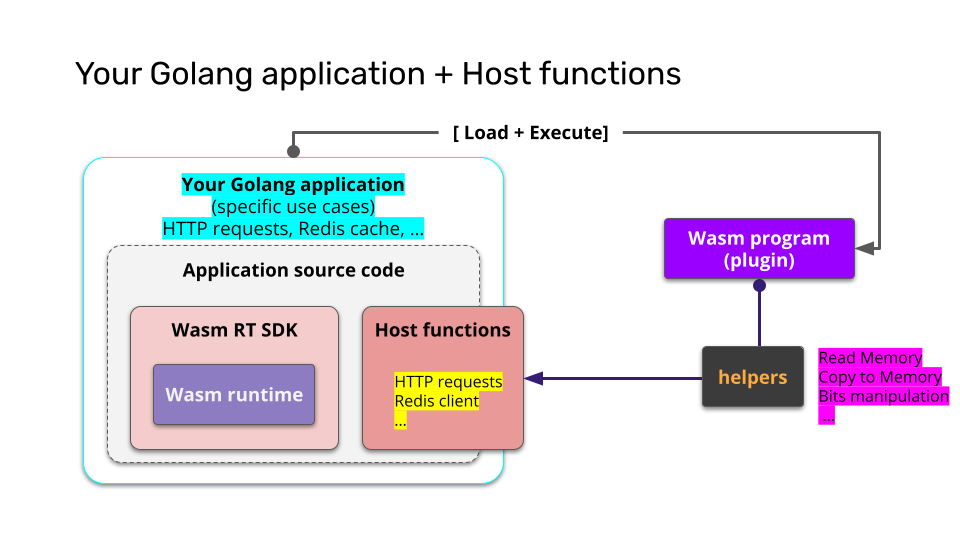 Your Golang application + Host functions
[ Load + Execute]
Your Golang application
(specific use cases)
HTTP requests, Redis cache, ...
Application source code
Wasm RT SDK
Wasm runtime
Host functions
HTTP requests
Redis client
...
Wasm program
(plugin)
helpers
Read Memory
Copy to Memory
Bits manipulation
...